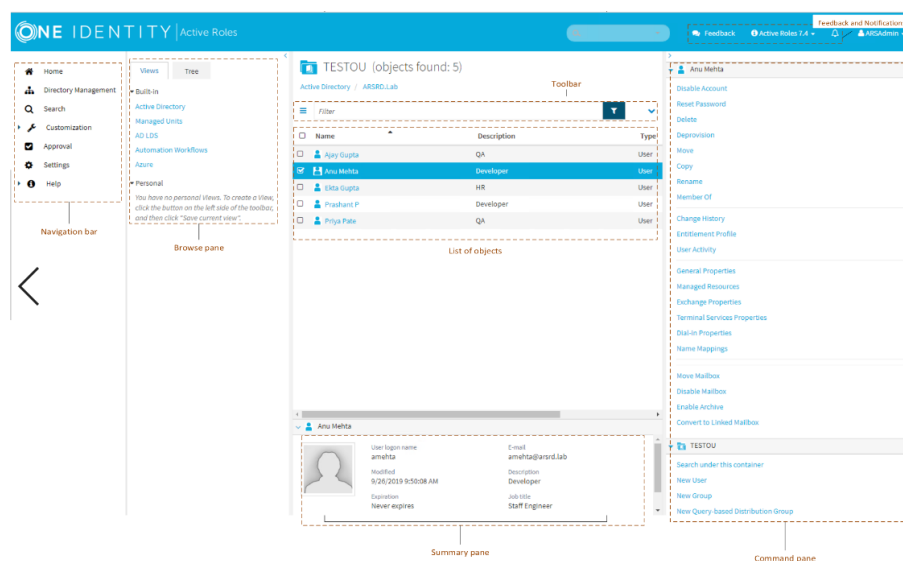 Feedback and Notification
ONE IDENTITY Active Roles
Feedback
Active Roles 7.4
ARSAdmin
Home
Directory Management
Search
Customization
Approval
Settings
Help
Navigation bar
Views Tree
Built-in
Active Directory
Managed Units
AD LDS
Automation Workflows
Azure
Personal
You have no personal Views. To create a View,
click the button on the left side of the toolbar,
and then click "Save current view".
Browse pane
TESTOU (objects found: 5)
Active Directory / ARSRD.Lab
Toolbar
Filter
Name Description Type
Ajay Gupta QA User
Anu Mehta Developer User
Ekta Gupta HR User
Prashant P Developer User
Priya Pate QA User
List of objects
Anu Mehta
User logon name
amehta
E-mail
amehta@arsrd.lab
Modified
9/26/2019 9:50:08 AM
Description
Developer
Expiration
Never expires
Job title
Staff Engineer
Summary pane
Anu Mehta
Disable Account
Reset Password
Delete
Deprovision
Move
Copy
Rename
Member Of
Change History
Entitlement Profile
User Activity
General Properties
Managed Resources
Exchange Properties
Terminal Services Properties
Dial-in Properties
Name Mappings
Move Mailbox
Disable Mailbox
Enable Archive
Convert to Linked Mailbox
TESTOU
Search under this container
New User
New Group
New Query-based Distribution Group
Command pane